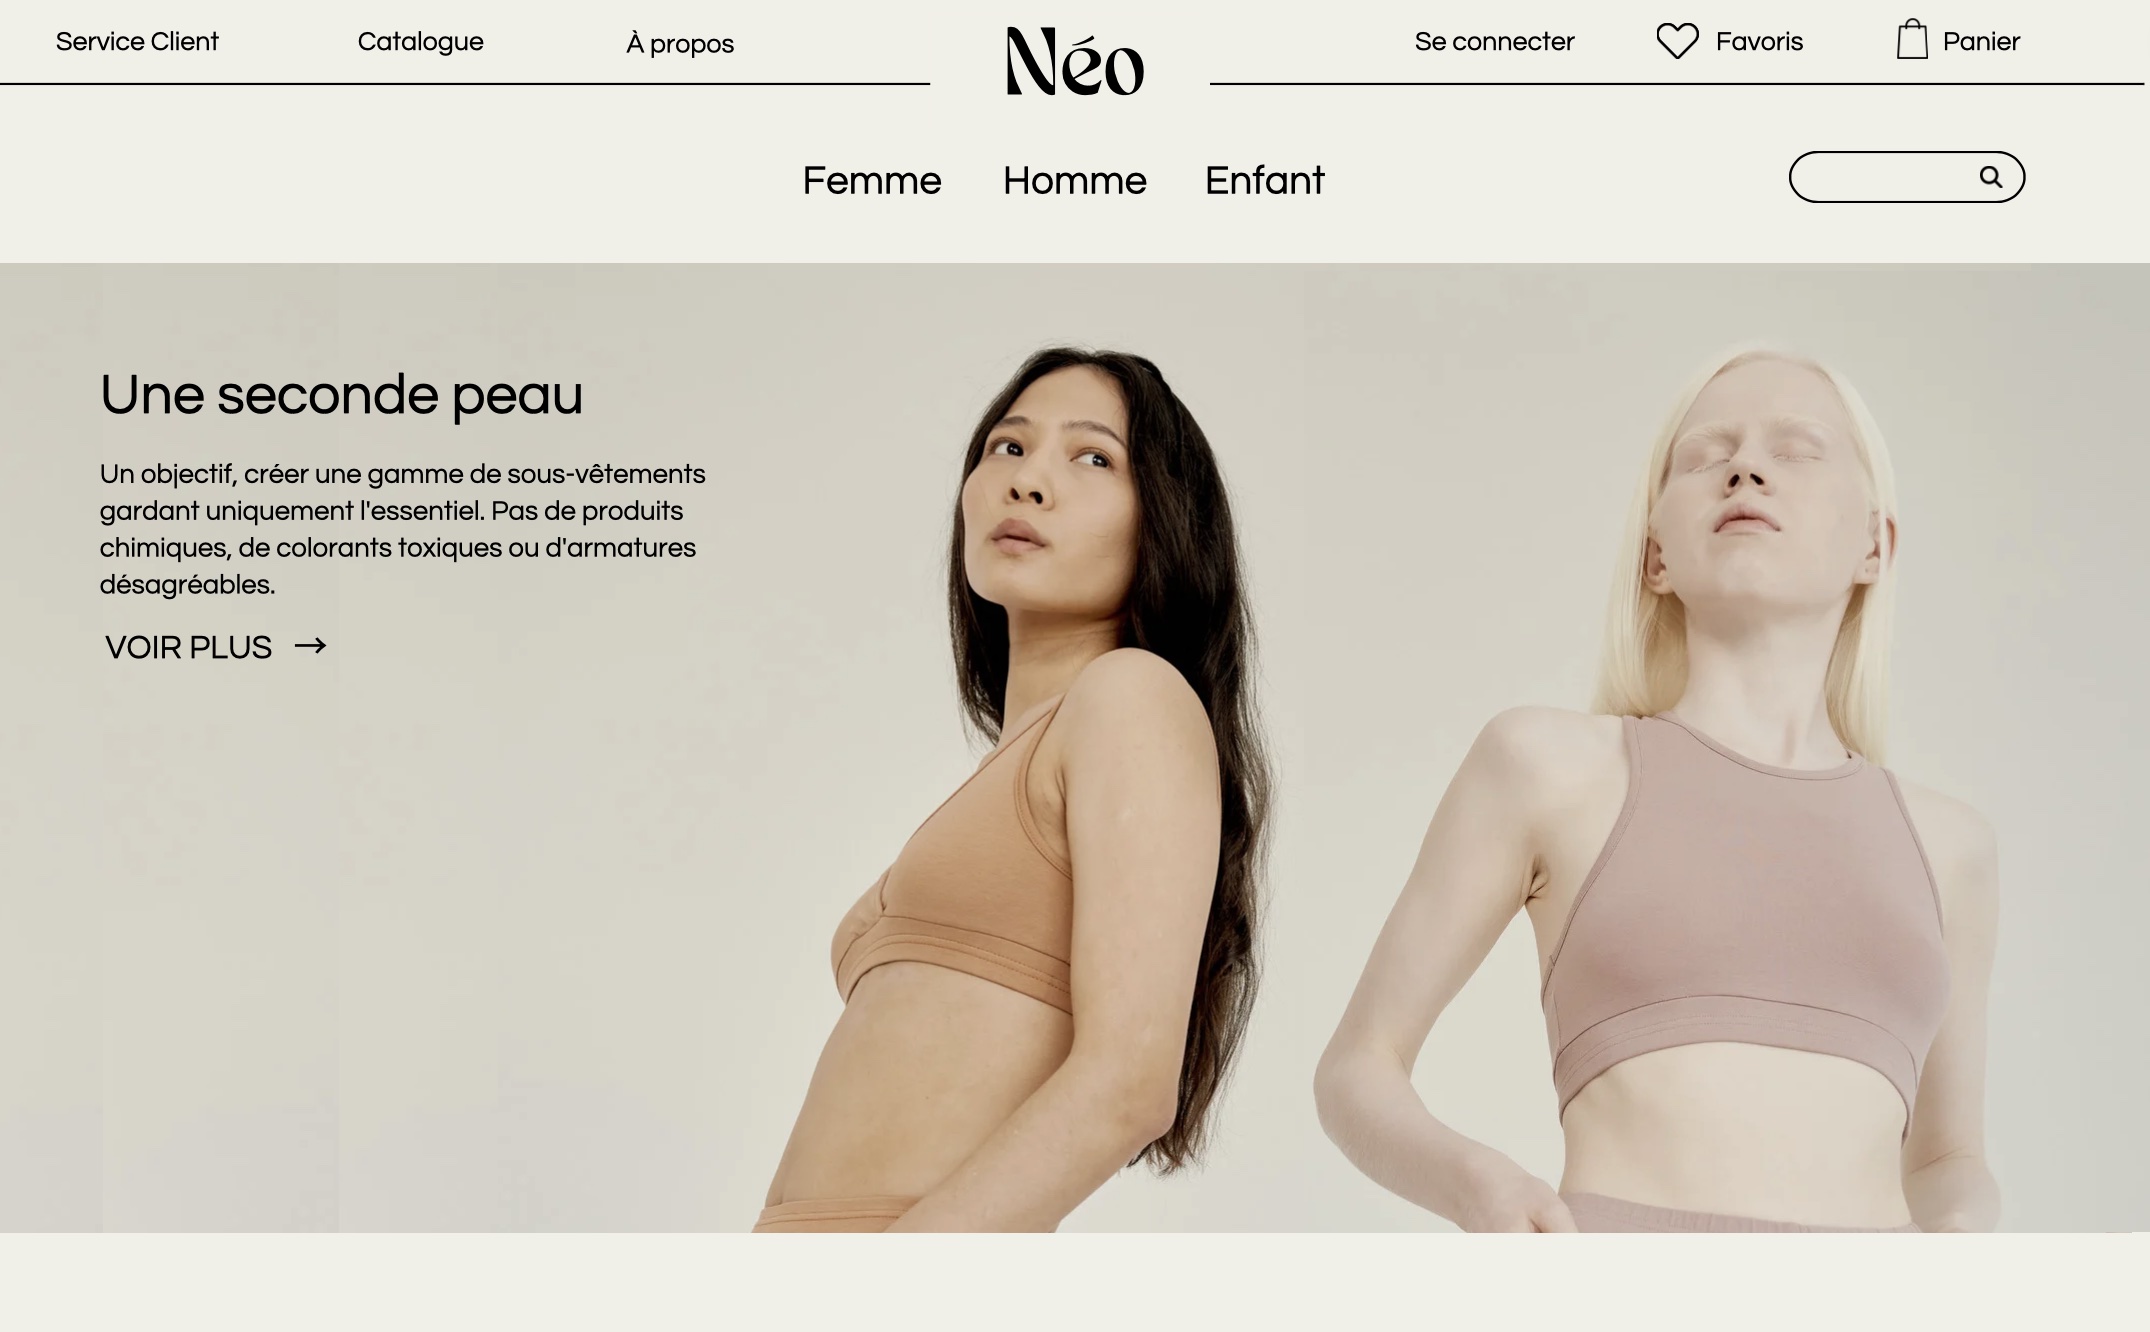 Service Client
Catalogue
À propos
Néo
Se connecter
Favoris
Panier
Femme
Homme
Enfant
Une seconde peau
Un objectif, créer une gamme de sous-vêtements
gardant uniquement l'essentiel. Pas de produits
chimiques, de colorants toxiques ou d'armatures
désagréables.
VOIR PLUS →